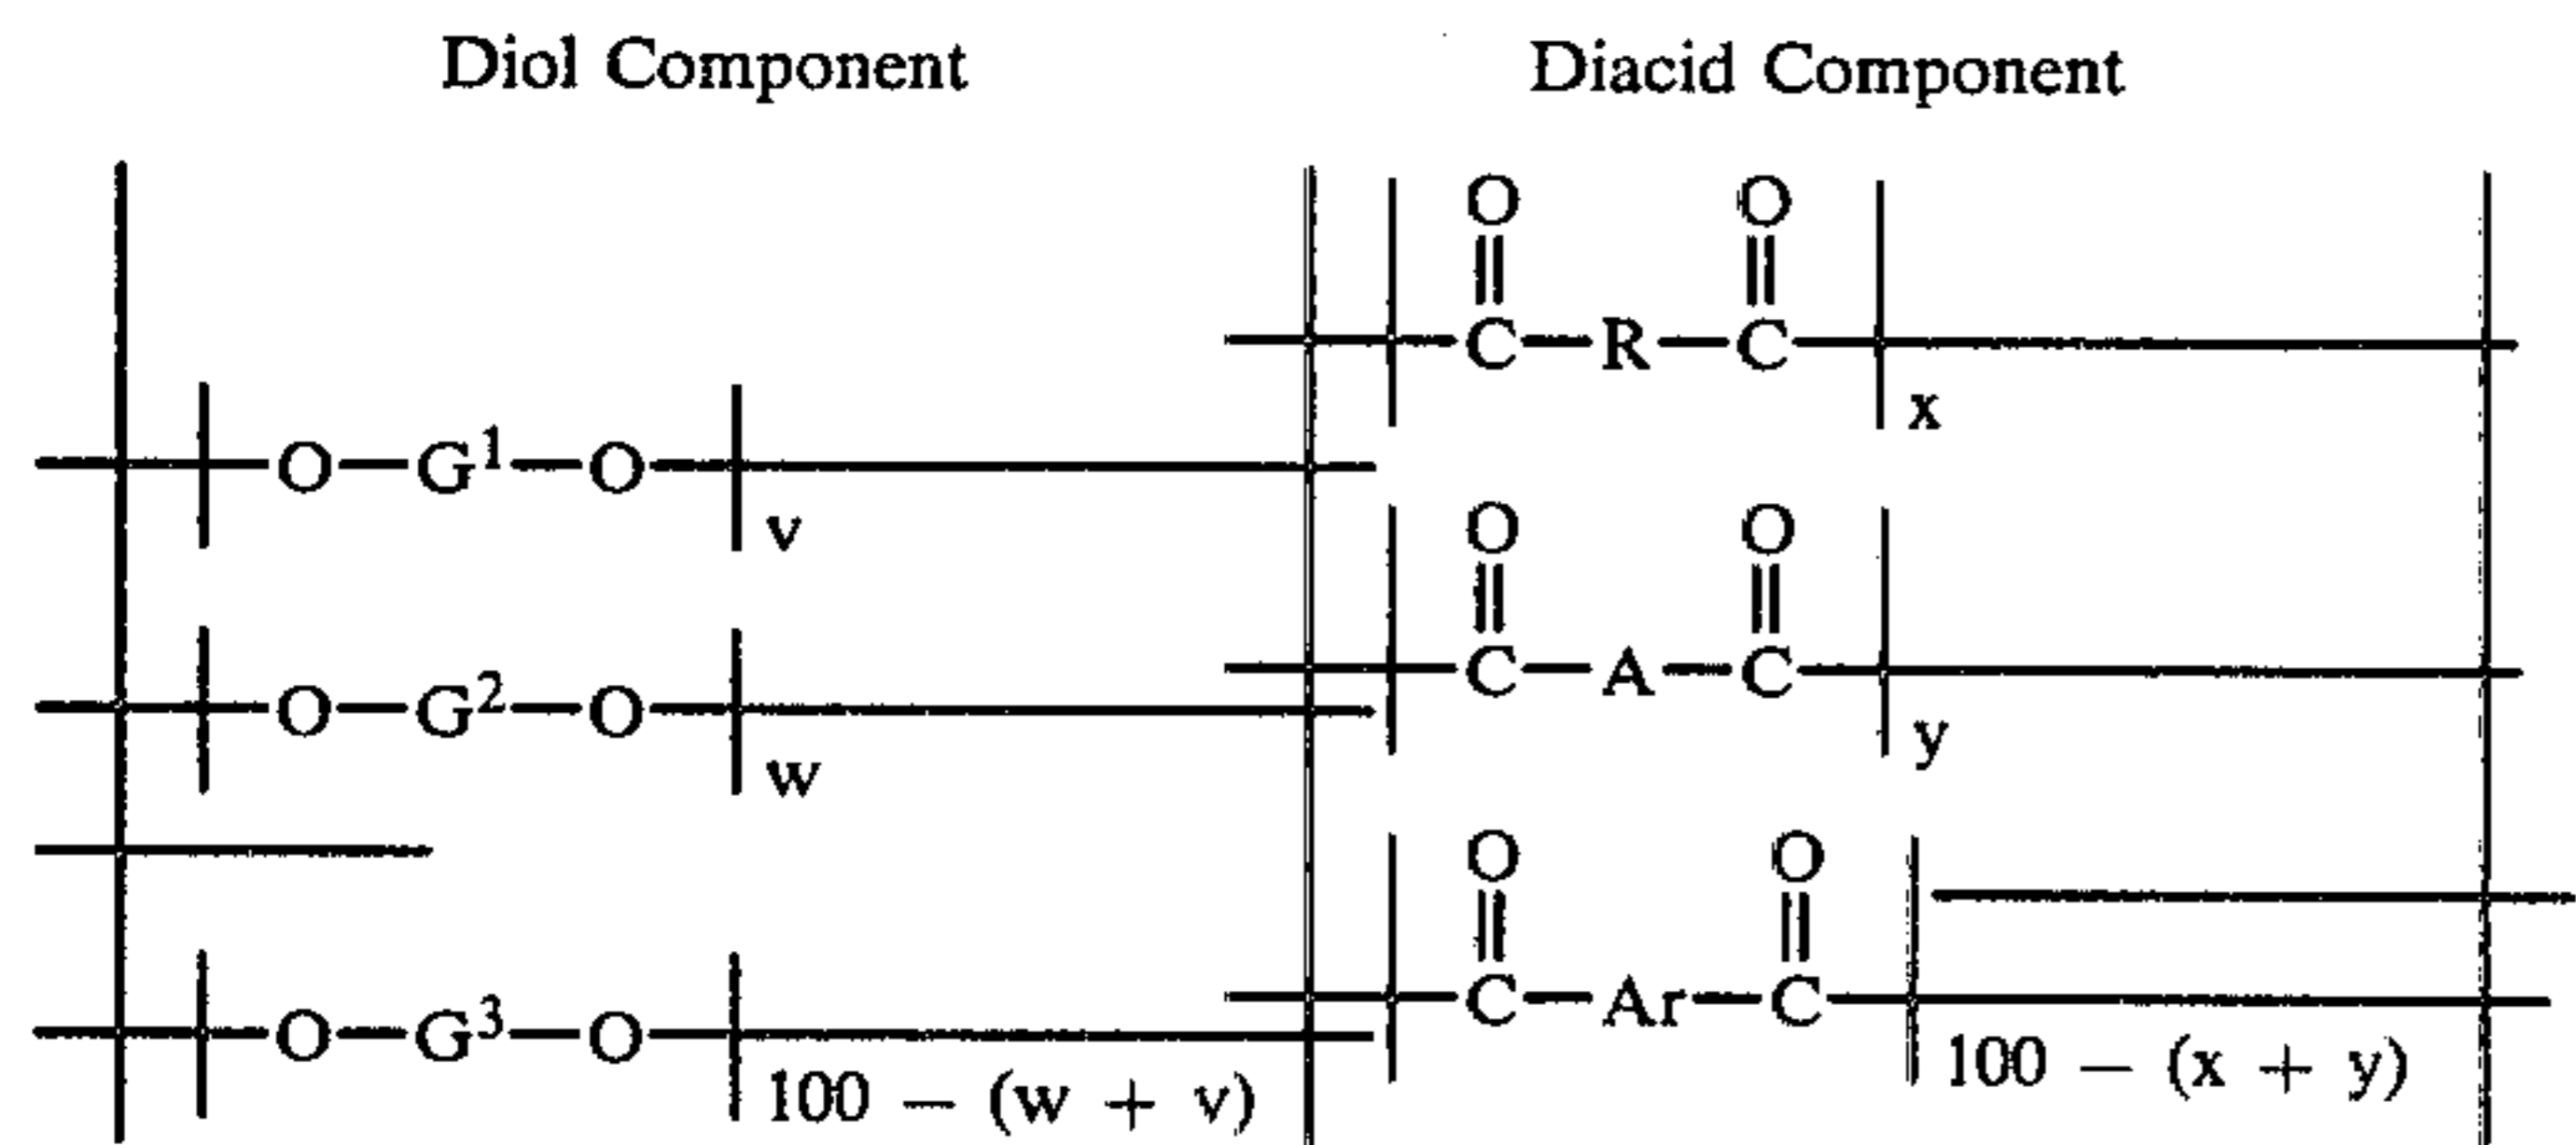 Diol Component
Diacid Component
O O
C—R—C
x
O—G¹—O
v
O O
C—A—C
y
O—G²—O
w
O O
C—Ar—C
100 − (x + y)
O—G³—O
100 − (w + v)